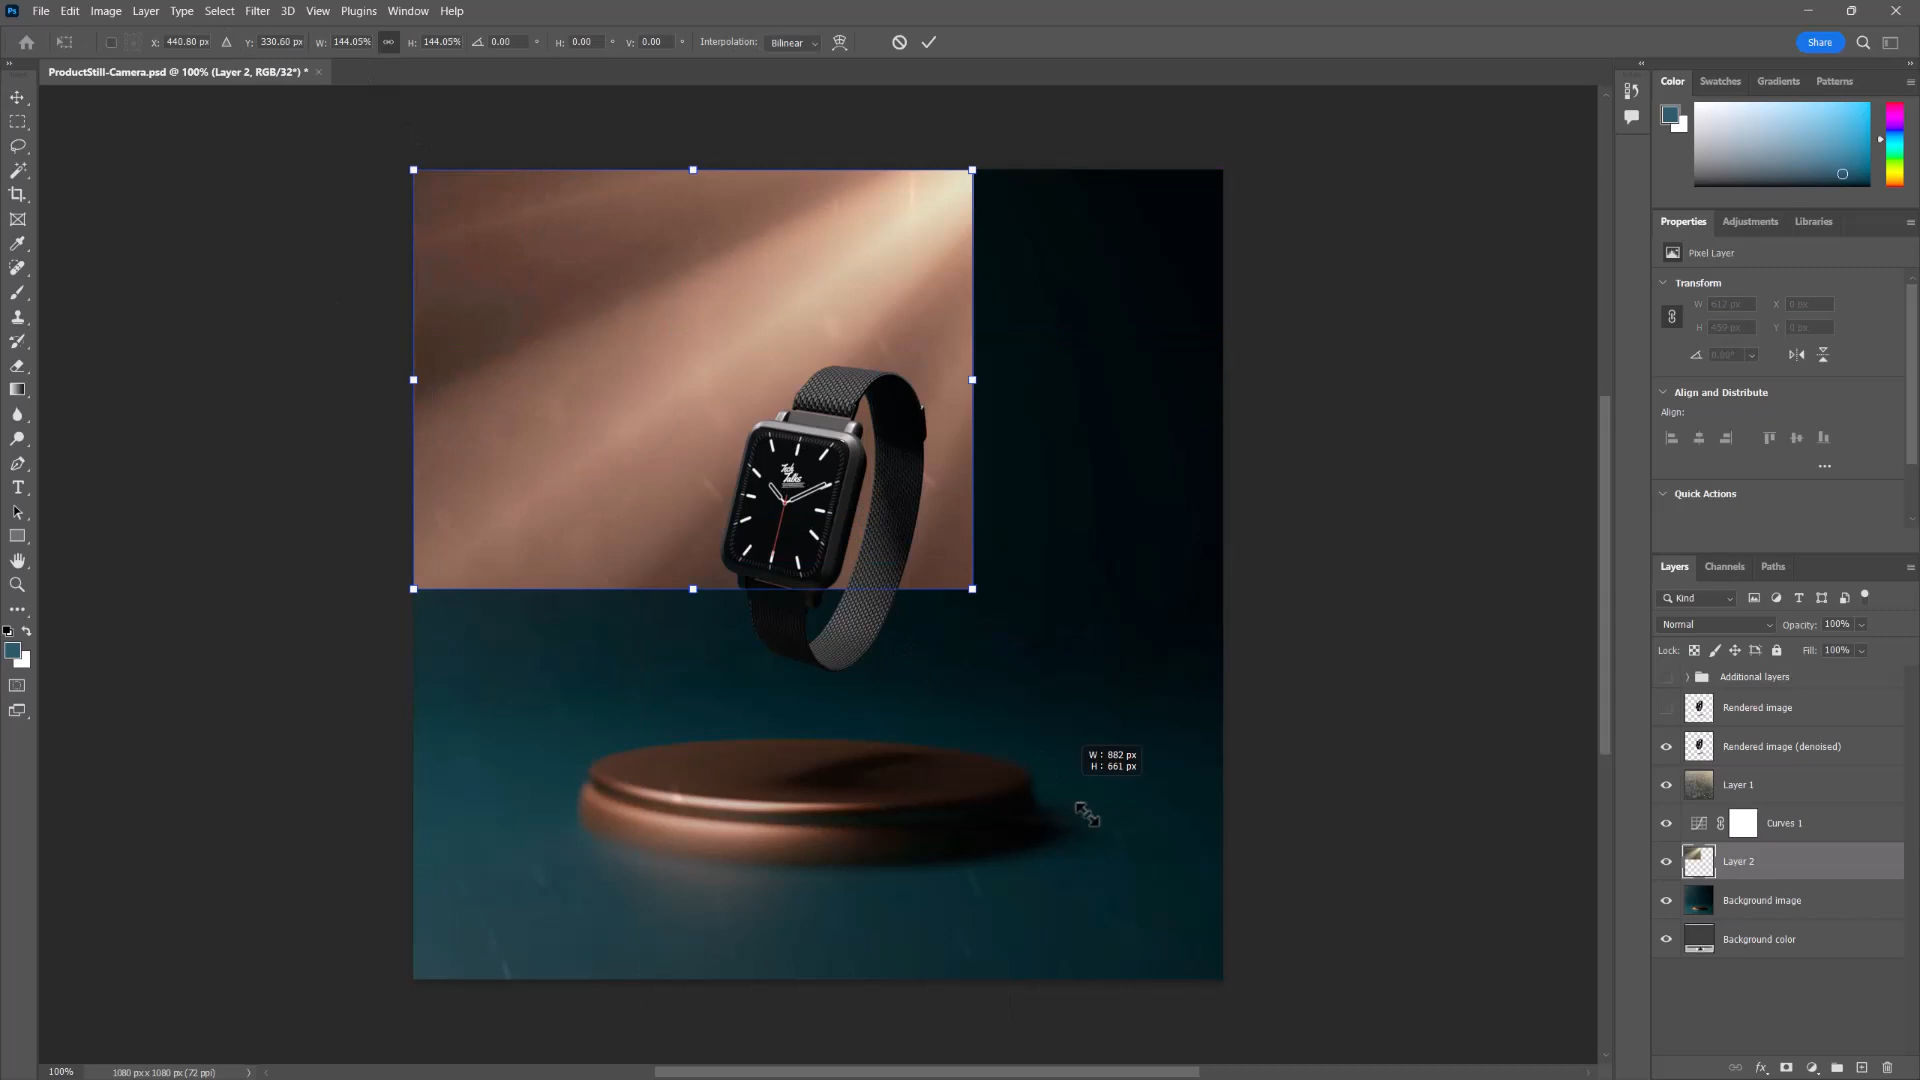 Ps File Edit Image Layer Type Select Filter 3D View Plugins Window Help
X: 440.80 px Y: 330.60 px W: 144.05% H: 144.05% 0.00 ° H: 0.00 ° V: 0.00 ° Interpolation: Bilinear Share
ProductStill-Camera.psd @ 100% (Layer 2, RGB/32*) * ×
Color Swatches Gradients Patterns
Properties Adjustments Libraries
Pixel Layer
Transform
W 612 px X 0 px
H 459 px Y 0 px
0.00°
Align and Distribute
Align:
Quick Actions
Tech
Talks
W: 882 px
H: 661 px
Layers Channels Paths
Kind
Normal Opacity: 100%
Lock: Fill: 100%
Additional layers
Rendered image
Rendered image (denoised)
Layer 1
Curves 1
Layer 2
Background image
Background color
fx
100% 1080 px x 1080 px (72 ppi)